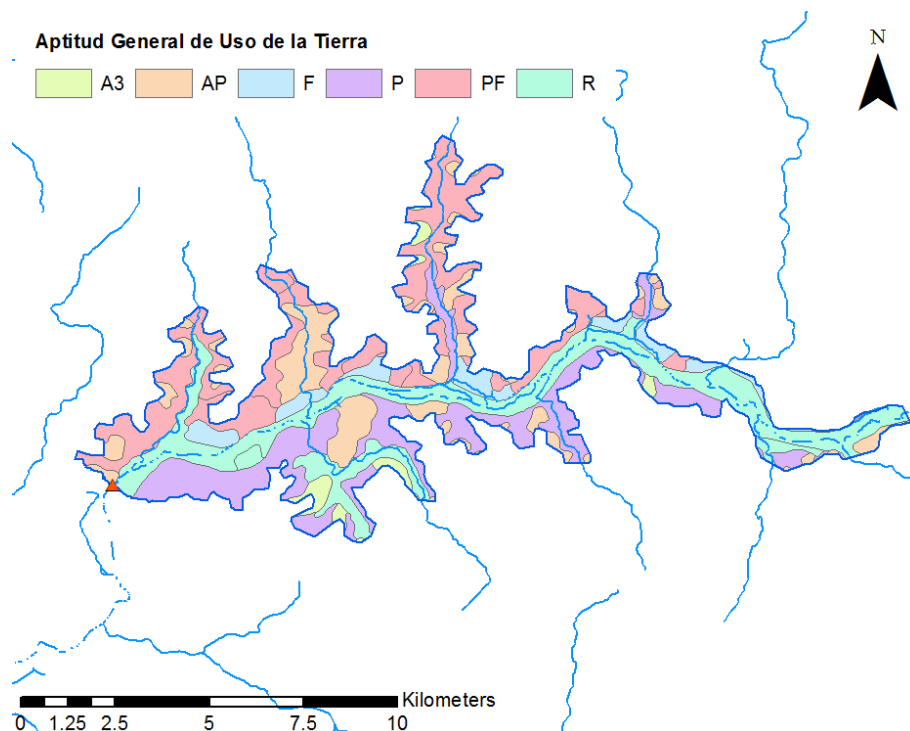 Aptitud General de Uso de la Tierra
A3 AP F P PF R
N
Kilometers
0 1.25 2.5 5 7.5 10